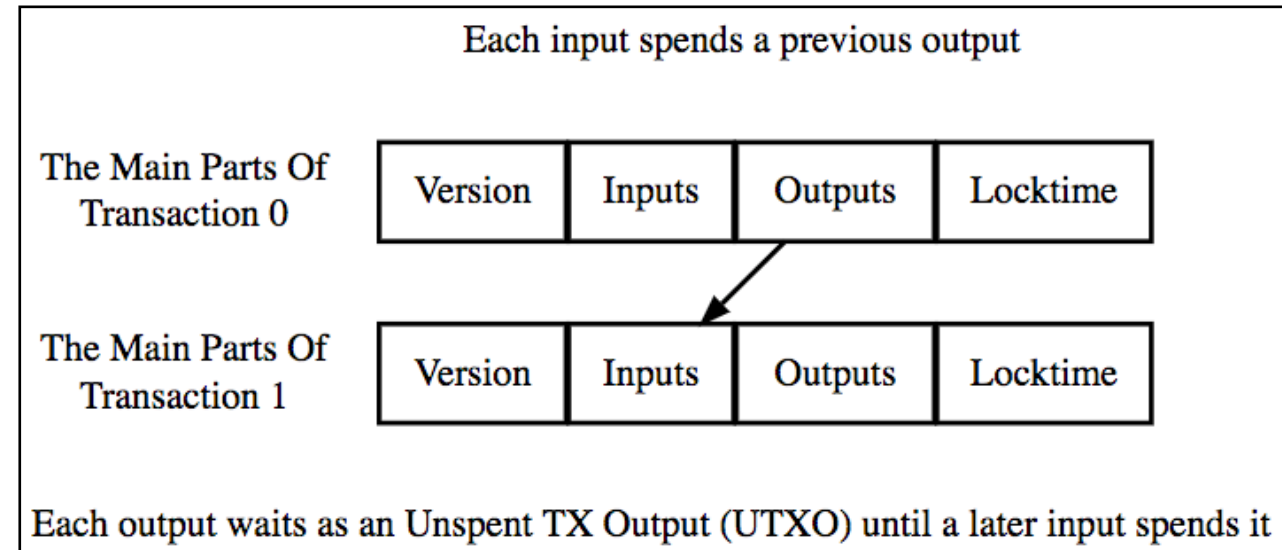 Each input spends a previous output
The Main Parts Of
Transaction 0
Version Inputs Outputs Locktime
The Main Parts Of
Transaction 1
Version Inputs Outputs Locktime
Each output waits as an Unspent TX Output (UTXO) until a later input spends it